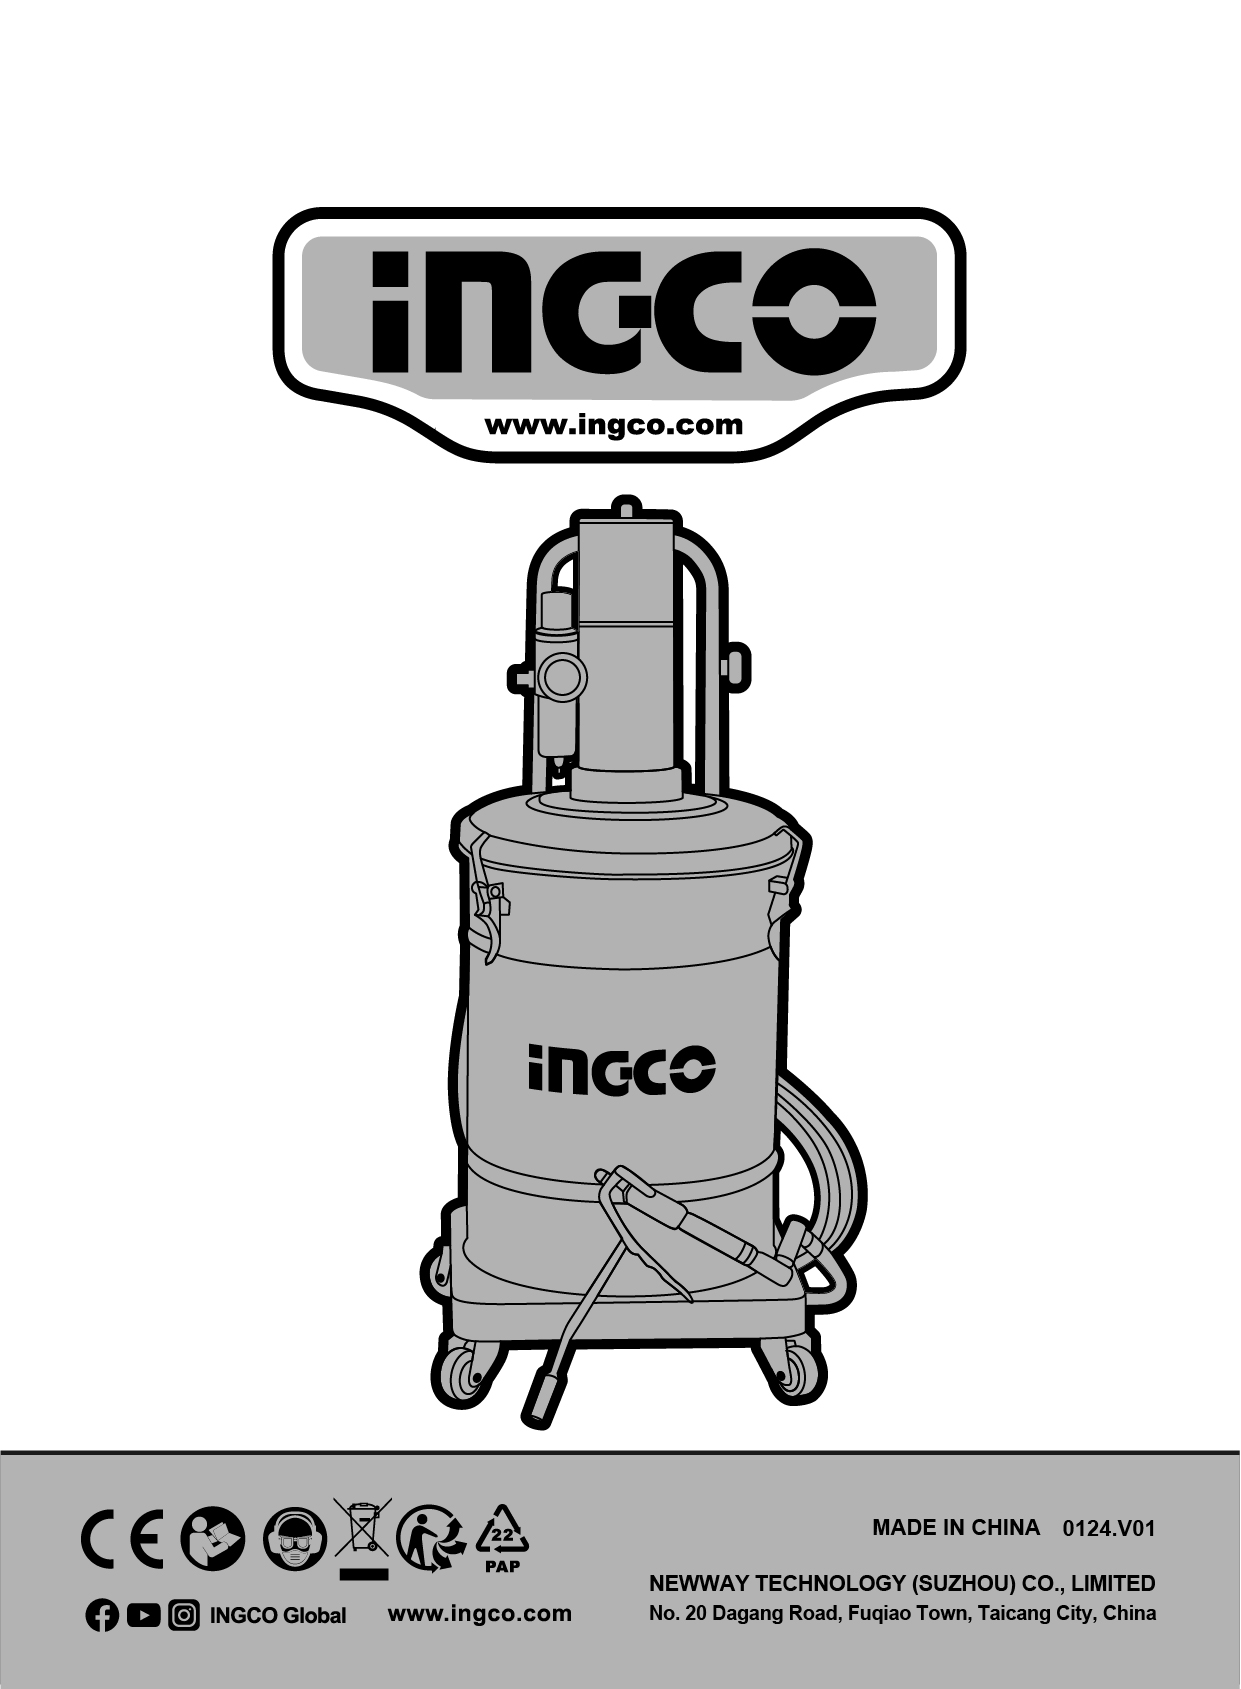 INGCO
www.ingco.com
INGCO
CE
22
PAP
MADE IN CHINA 0124.V01
NEWWAY TECHNOLOGY (SUZHOU) CO., LIMITED
No. 20 Dagang Road, Fuqiao Town, Taicang City, China
INGCO Global www.ingco.com